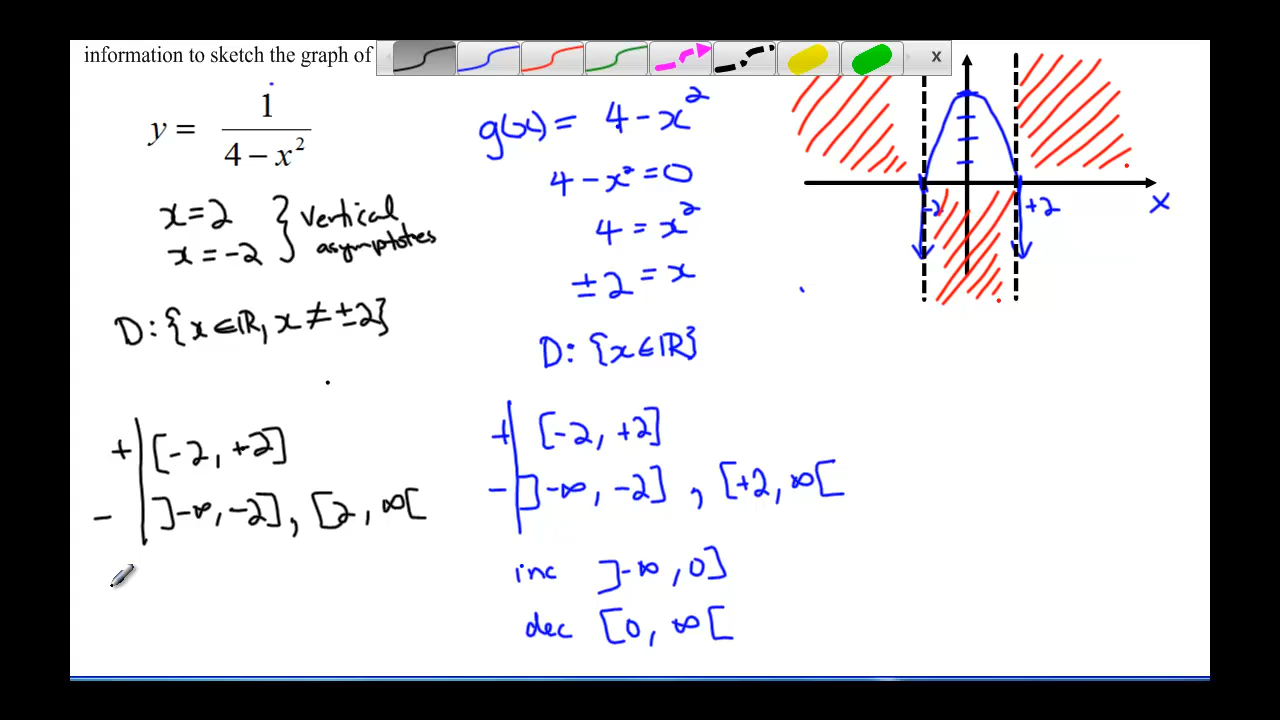 information to sketch the graph of
x
y = 1 / (4 − x²)
x = 2
x = -2
} vertical asymptotes
D: {x ∈ ℝ, x ≠ ±2}
+ | [-2, +2]
- | ]-∞, -2], [2, ∞[
g(x) = 4 - x²
4 - x² = 0
4 = x²
±2 = x
D: {x ∈ ℝ}
+ | [-2, +2]
- | ]-∞, -2], [+2, ∞[
inc ]-∞, 0]
dec [0, ∞[
-2
+2
x